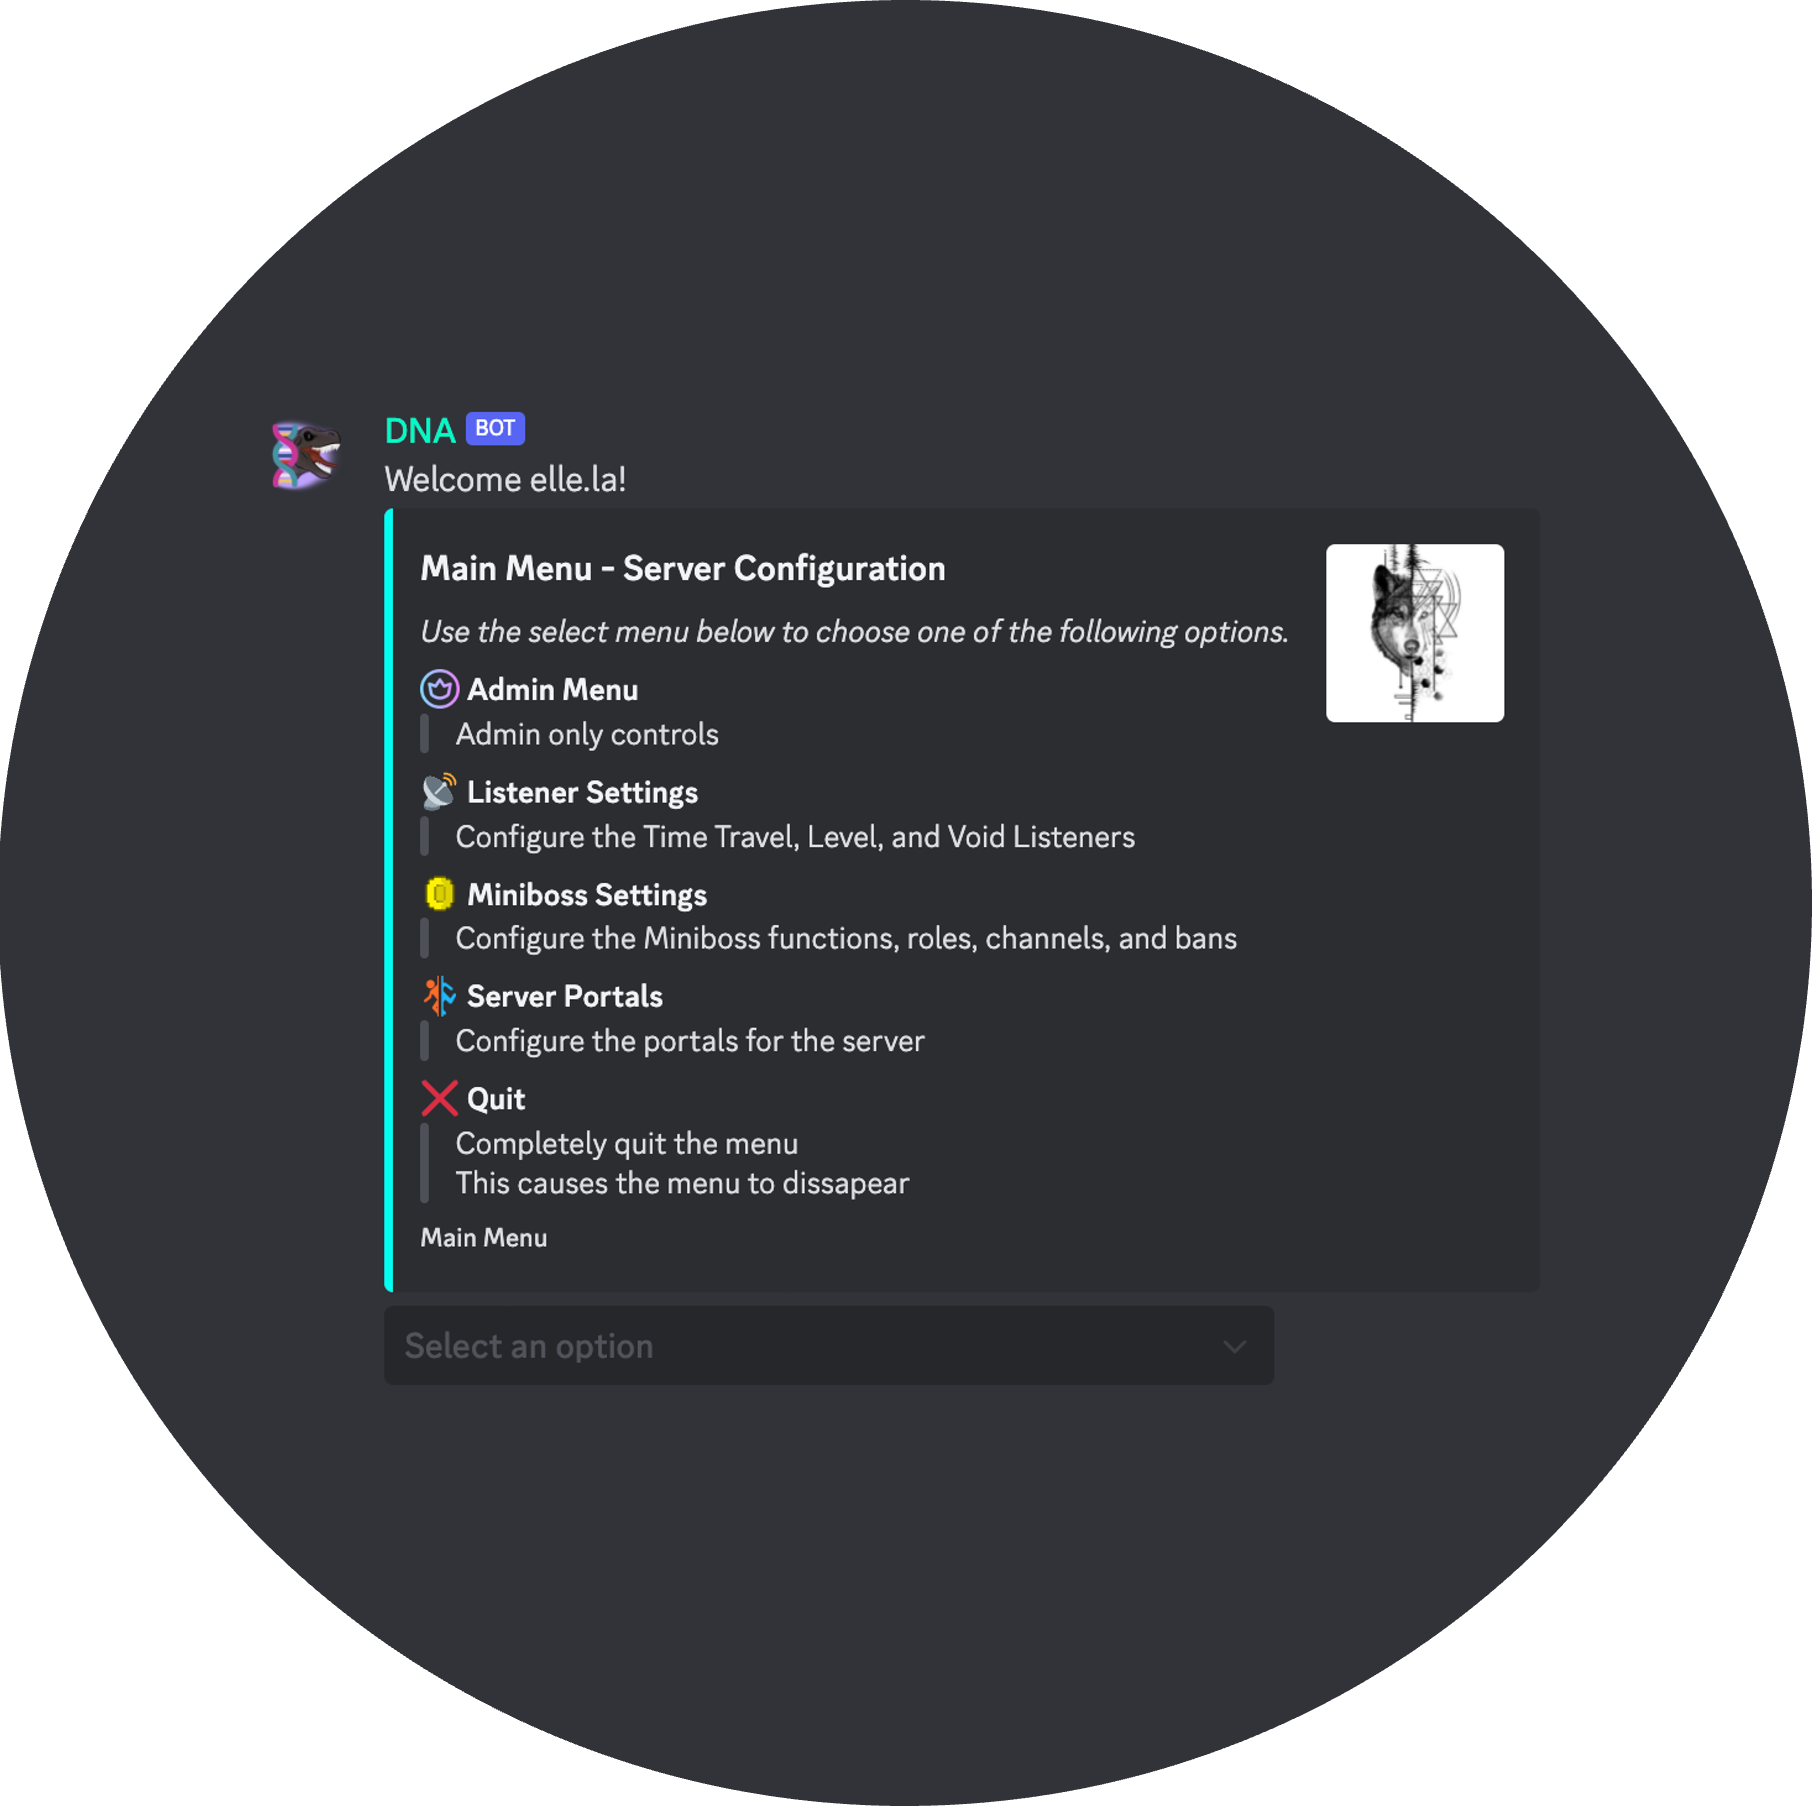 DNA BOT
Welcome elle.la!
Main Menu - Server Configuration
Use the select menu below to choose one of the following options.
Admin Menu
Admin only controls
Listener Settings
Configure the Time Travel, Level, and Void Listeners
Miniboss Settings
Configure the Miniboss functions, roles, channels, and bans
Server Portals
Configure the portals for the server
Quit
Completely quit the menu
This causes the menu to dissapear
Main Menu
Select an option